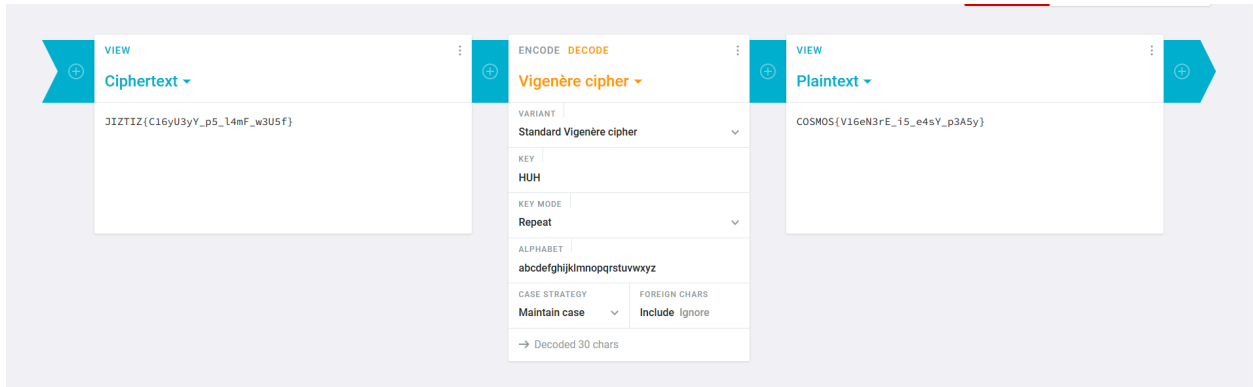 VIEW
Ciphertext
JIZTIZ{C16yU3yY_p5_l4mF_w3U5f}
ENCODE DECODE
Vigenère cipher
VARIANT
Standard Vigenère cipher
KEY
HUH
KEY MODE
Repeat
ALPHABET
abcdefghijklmnopqrstuvwxyz
CASE STRATEGY FOREIGN CHARS
Maintain case Include Ignore
→ Decoded 30 chars
VIEW
Plaintext
COSMOS{V16eN3rE_i5_e4sY_p3A5y}